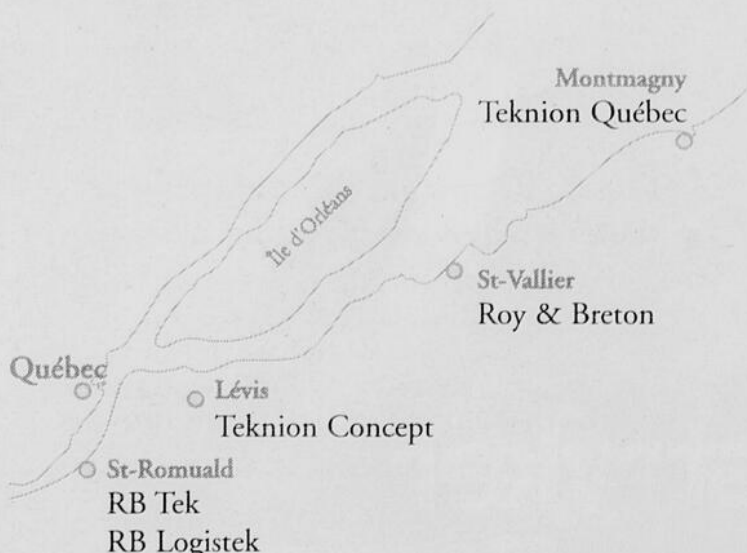 Montmagny
Teknion Québec
Île d'Orléans
St-Vallier
Roy & Breton
Québec
Lévis
Teknion Concept
St-Romuald
RB Tek
RB Logistek